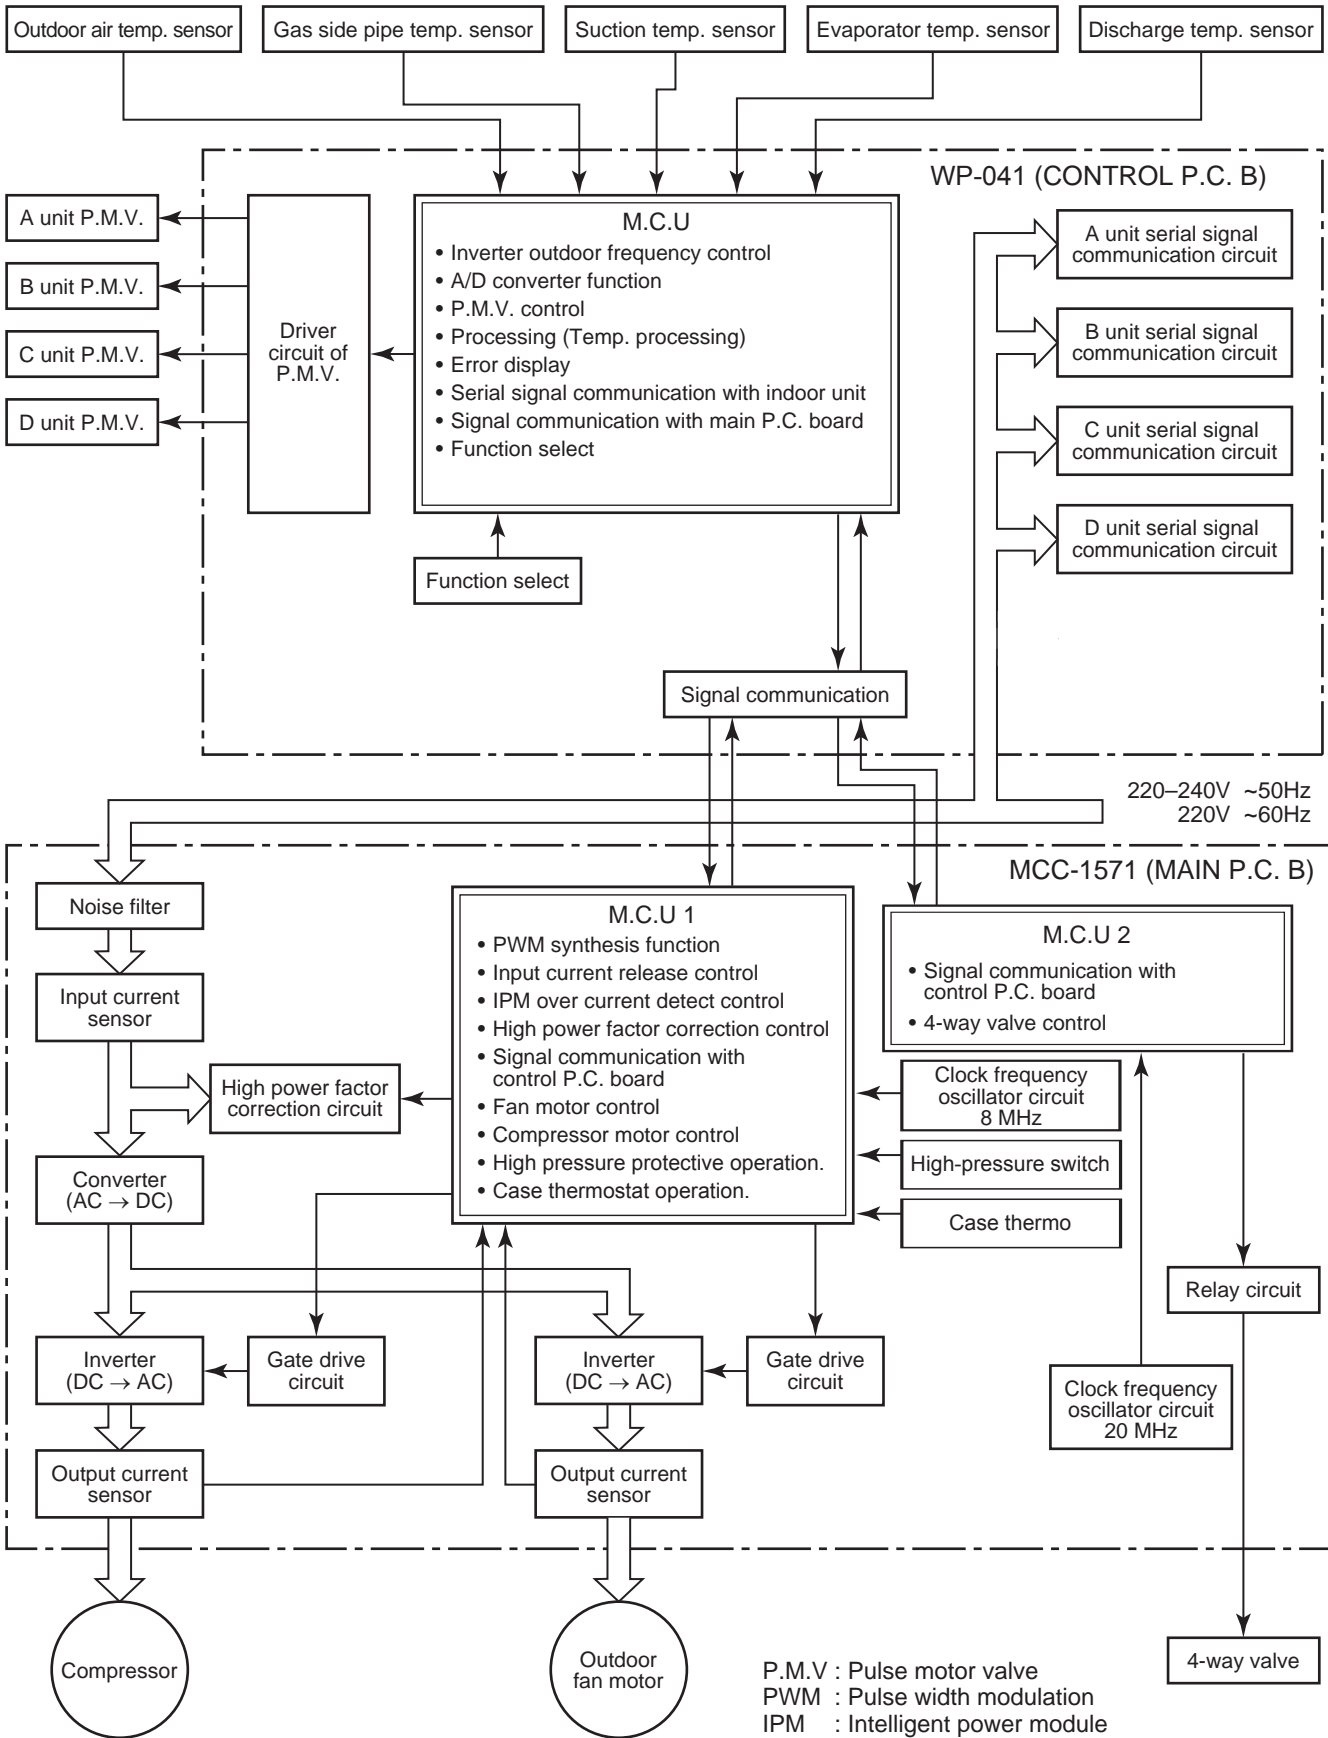 Outdoor air temp. sensor
Gas side pipe temp. sensor
Suction temp. sensor
Evaporator temp. sensor
Discharge temp. sensor
WP-041 (CONTROL P.C. B)
A unit P.M.V.
B unit P.M.V.
C unit P.M.V.
D unit P.M.V.
Driver
circuit of
P.M.V.
M.C.U
• Inverter outdoor frequency control
• A/D converter function
• P.M.V. control
• Processing (Temp. processing)
• Error display
• Serial signal communication with indoor unit
• Signal communication with main P.C. board
• Function select
A unit serial signal
communication circuit
B unit serial signal
communication circuit
C unit serial signal
communication circuit
D unit serial signal
communication circuit
Function select
Signal communication
220–240V ~50Hz
220V ~60Hz
MCC-1571 (MAIN P.C. B)
Noise filter
Input current
sensor
High power factor
correction circuit
Converter
(AC → DC)
M.C.U 1
• PWM synthesis function
• Input current release control
• IPM over current detect control
• High power factor correction control
• Signal communication with
control P.C. board
• Fan motor control
• Compressor motor control
• High pressure protective operation.
• Case thermostat operation.
M.C.U 2
• Signal communication with
control P.C. board
• 4-way valve control
Clock frequency
oscillator circuit
8 MHz
High-pressure switch
Case thermo
Relay circuit
Inverter
(DC → AC)
Gate drive
circuit
Inverter
(DC → AC)
Gate drive
circuit
Clock frequency
oscillator circuit
20 MHz
Output current
sensor
Output current
sensor
Compressor
Outdoor
fan motor
4-way valve
P.M.V : Pulse motor valve
PWM : Pulse width modulation
IPM : Intelligent power module